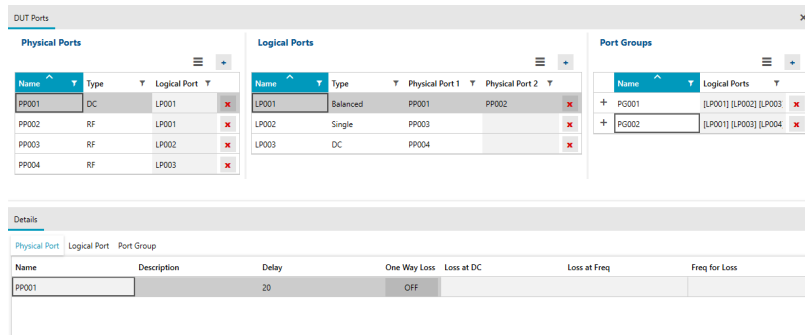 DUT Ports
Physical Ports
Name Type Logical Port
PP001 DC LP001
PP002 RF LP001
PP003 RF LP002
PP004 RF LP003
Logical Ports
Name Type Physical Port 1 Physical Port 2
LP001 Balanced PP001 PP002
LP002 Single PP003
LP003 DC PP004
Port Groups
Name Logical Ports
PG001 [LP001] [LP002] [LP003
PG002 [LP001] [LP003] [LP004
Details
Physical Port Logical Port Port Group
Name Description Delay One Way Loss Loss at DC Loss at Freq Freq for Loss
PP001 20 OFF